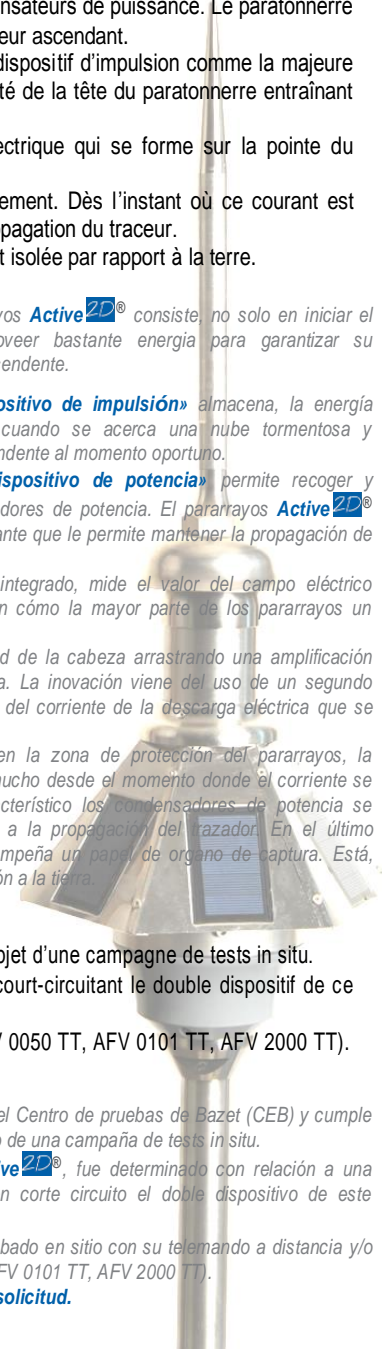 nsateurs de puissance. Le paratonnerre
eur ascendant.
dispositif d'impulsion comme la majeure
té de la tête du paratonnerre entraînant
ectrique qui se forme sur la pointe du
ement. Dès l'instant où ce courant est
opagation du traceur.
t isolée par rapport à la terre.
yos Active 2D® consiste, no solo en iniciar el
oveer bastante energia para garantizar su
cendente.
ositivo de impulsión» almacena, la energía
cuando se acerca una nube tormentosa y
ndente al momento oportuno.
ispositivo de potencia» permite recoger y
adores de potencia. El pararrayos Active 2D®
ante que le permite mantener la propagación de
integrado, mide el valor del campo eléctrico
n cómo la mayor parte de los pararrayos un
d de la cabeza arrastrando una amplificación
a. La inovación viene del uso de un segundo
del corriente de la descarga eléctrica que se
en la zona de protección del pararrayos, la
mucho desde el momento donde el corriente se
acterístico los condensadores de potencia se
a la propagación del trazador. En el último
empeña un papel de organo de captura. Está,
ón a la tierra.
bjet d'une campagne de tests in situ.
court-circuitant le double dispositif de ce
V 0050 TT, AFV 0101 TT, AFV 2000 TT).
el Centro de pruebas de Bazet (CEB) y cumple
o de una campaña de tests in situ.
ive 2D®, fue determinado con relación a una
n corte circuito el doble dispositivo de este
bado en sitio con su telemando a distancia y/o
FV 0101 TT, AFV 2000 TT).
solicitud.